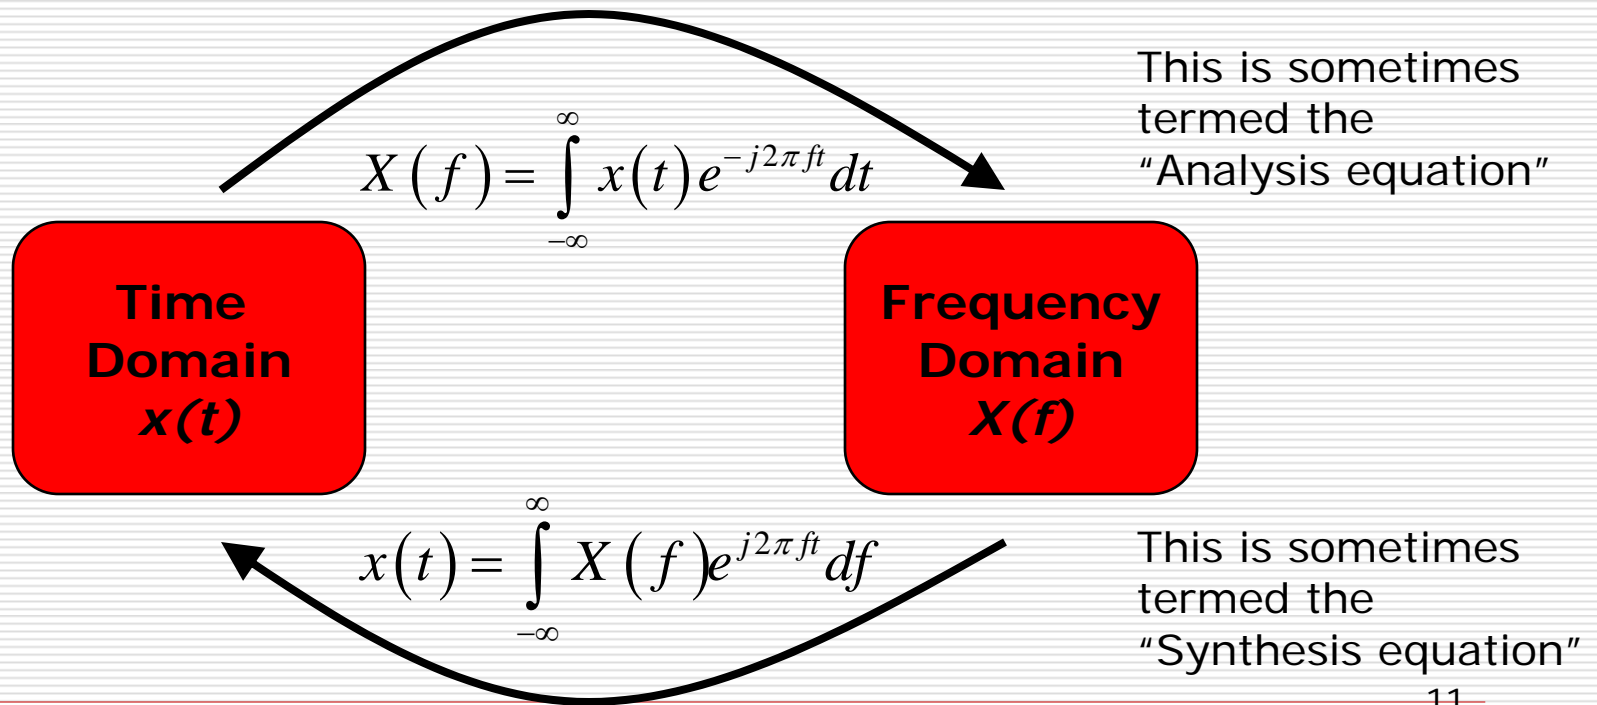 This is sometimes
termed the
"Analysis equation"
X(f) = ∫_{-∞}^{∞} x(t) e^{-j2πft} dt
Time
Domain
x(t)
Frequency
Domain
X(f)
x(t) = ∫_{-∞}^{∞} X(f) e^{j2πft} df
This is sometimes
termed the
"Synthesis equation"
11